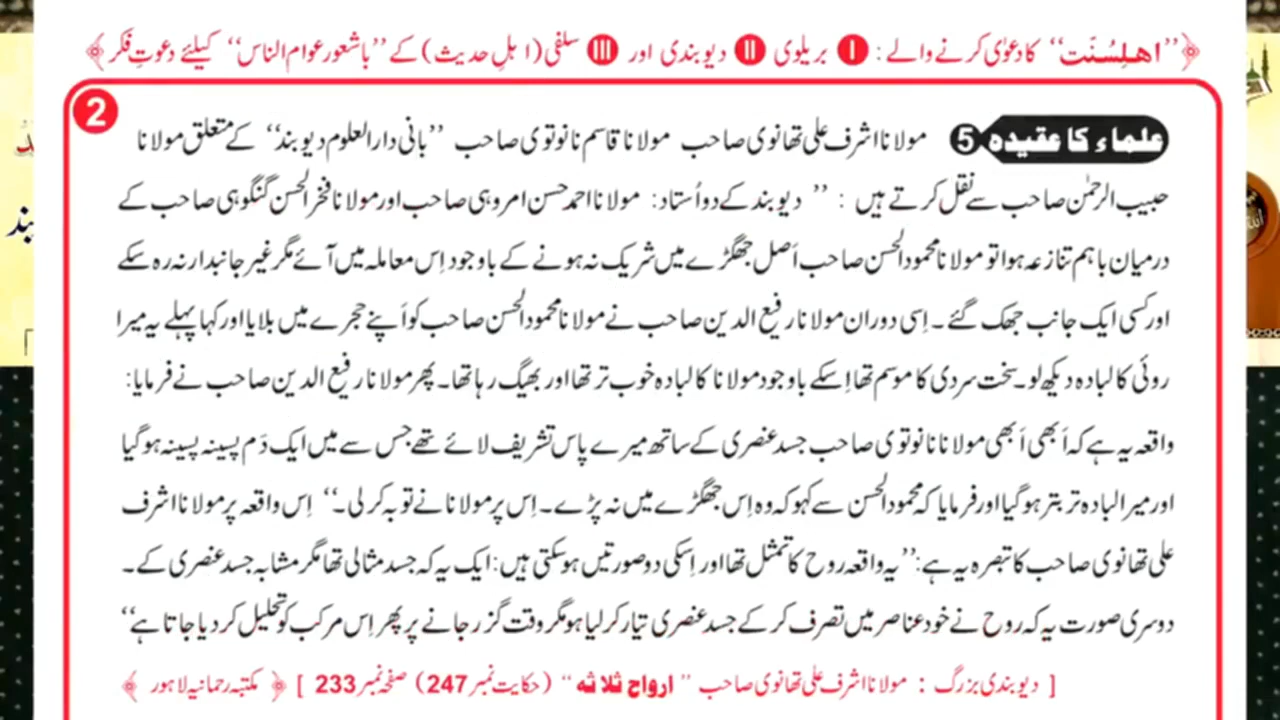 ﴿ ’’اھلِسُنّت‘‘ کا دعوٰی کرنے والے : I بریلوی II دیوبندی اور III سلفی (اہلِ حدیث) کے ’’باشعور عوام الناس‘‘ کیلئے دعوتِ فکر ﴾
2
علماء کا عقیدہ 5 مولانا اشرف علی تھانوی صاحب مولانا قاسم نانوتوی صاحب ’’بانی دارالعلوم دیوبند‘‘ کے متعلق مولانا
حبیب الرحمٰن صاحب سے نقل کرتے ہیں : ’’ دیوبند کے دو اُستاد: مولانا احمد حسن امروہی صاحب اور مولانا فخر الحسن گنگوہی صاحب کے
درمیان باہم تنازعہ ہوا تو مولانا محمود الحسن صاحب اَصل جھگڑے میں شریک نہ ہونے کے باوجود اِس معاملہ میں آئے مگر غیر جانبدار نہ رہ سکے
اور کسی ایک جانب جھک گئے ۔ اِسی دوران مولانا رفیع الدین صاحب نے مولانا محمود الحسن صاحب کو اَپنے حجرے میں بلایا اور کہا پہلے یہ میرا
روئی کا لبادہ دیکھ لو۔ سخت سردی کا موسم تھا اِسکے باوجود مولانا کا لبادہ خوب تر تھا اور بھیگ رہا تھا۔ پھر مولانا رفیع الدین صاحب نے فرمایا:
واقعہ یہ ہے کہ اَبھی اَبھی مولانا نانوتوی صاحب جسد عنصری کے ساتھ میرے پاس تشریف لائے تھے جس سے میں ایک دَم پسینہ پسینہ ہو گیا
اور میرا لبادہ تر بتر ہو گیا اور فرمایا کہ محمود الحسن سے کہو کہ وہ اِس جھگڑے میں نہ پڑے۔ اِس پر مولانا نے توبہ کر لی۔‘‘ اِس واقعہ پر مولانا اشرف
علی تھانوی صاحب کا تبصرہ یہ ہے: ’’یہ واقعہ روح کا تمثل تھا اور اِسکی دو صورتیں ہو سکتی ہیں: ایک یہ کہ جسد مثالی تھا مگر مشابہ جسد عنصری کے۔
دوسری صورت یہ کہ روح نے خود عناصر میں تصرف کر کے جسد عنصری تیار کر لیا ہو مگر وقت گزر جانے پر پھر اِس مرکب کو تحلیل کر دیا جاتا ہے‘‘
[ دیوبندی بزرگ : مولانا اشرف علی تھانوی صاحب ’’ارواحِ ثلاثہ‘‘ (حکایت نمبر 247) صفحہ نمبر 233 ] ﴿ مکتبہ رحمانیہ لاہور ﴾